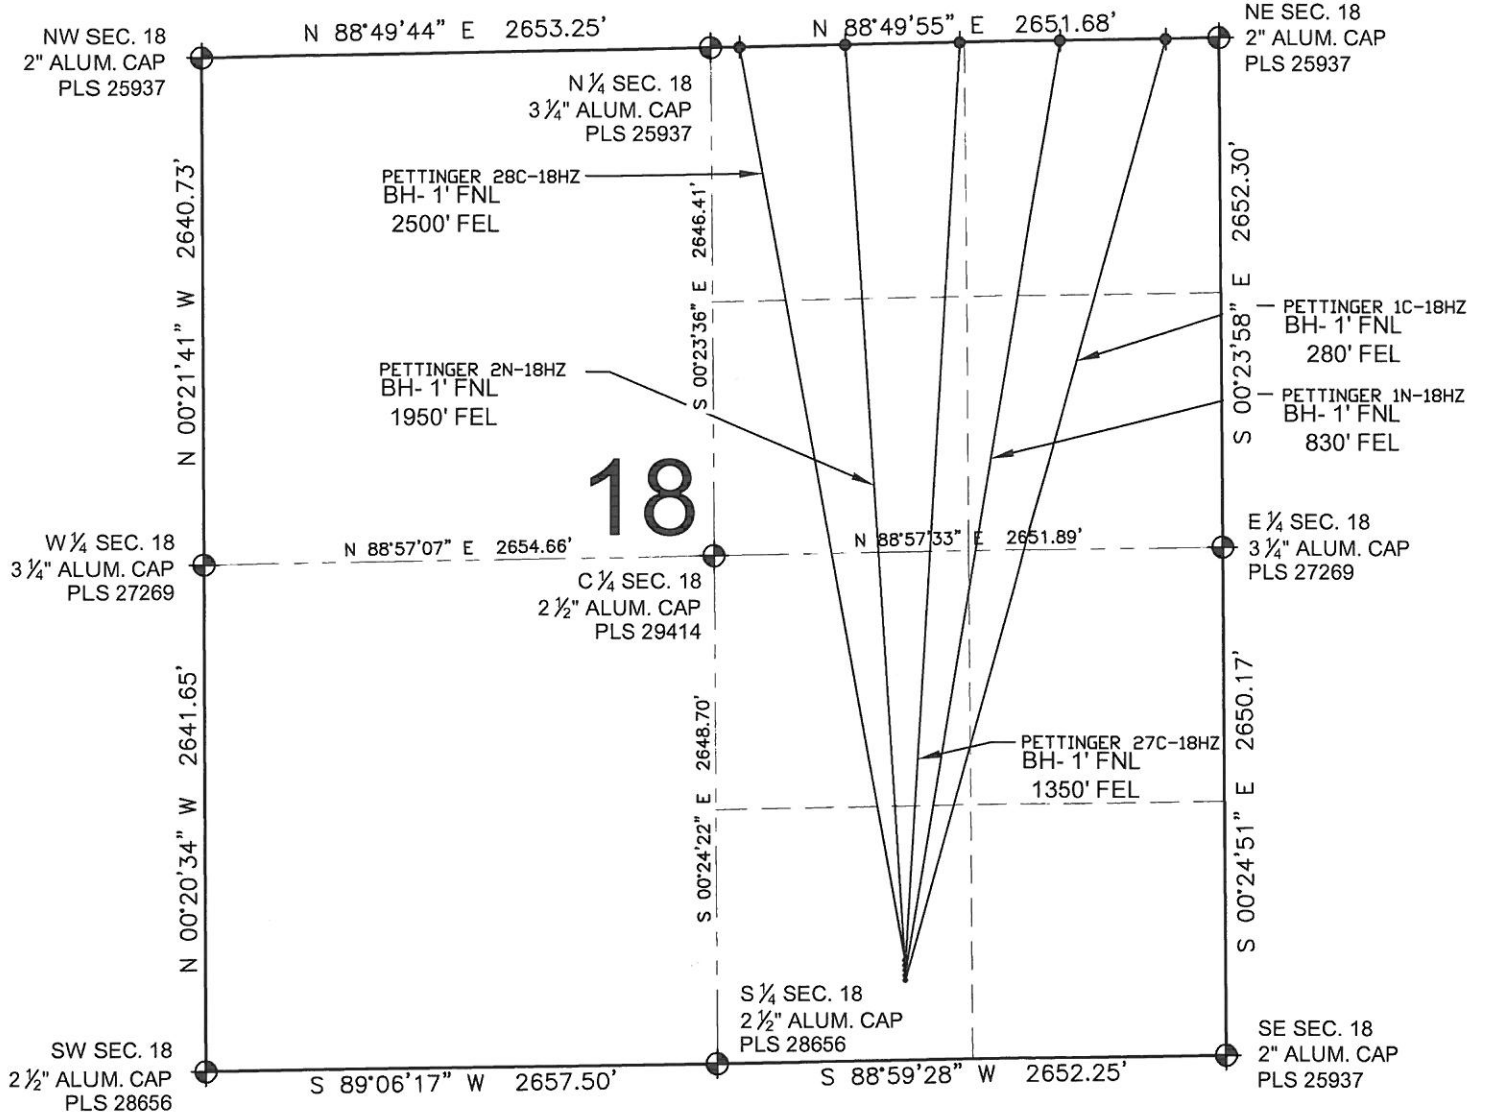 NW SEC. 18
2" ALUM. CAP
PLS 25937
N 88°49'44" E 2653.25'
N 88°49'55" E 2651.68'
NE SEC. 18
2" ALUM. CAP
PLS 25937
N ¼ SEC. 18
3 ¼" ALUM. CAP
PLS 25937
PETTINGER 28C-18HZ
BH- 1' FNL
2500' FEL
N 00°21'41" W 2640.73'
S 00°23'36" E 2646.41'
S 00°23'58" E 2652.30'
PETTINGER 1C-18HZ
BH- 1' FNL
280' FEL
PETTINGER 2N-18HZ
BH- 1' FNL
1950' FEL
PETTINGER 1N-18HZ
BH- 1' FNL
830' FEL
18
W ¼ SEC. 18
3 ¼" ALUM. CAP
PLS 27269
N 88°57'07" E 2654.66'
N 88°57'33" E 2651.89'
E ¼ SEC. 18
3 ¼" ALUM. CAP
PLS 27269
C ¼ SEC. 18
2 ½" ALUM. CAP
PLS 29414
N 00°20'34" W 2641.65'
S 00°24'22" E 2648.70'
S 00°24'51" E 2650.17'
PETTINGER 27C-18HZ
BH- 1' FNL
1350' FEL
S ¼ SEC. 18
2 ½" ALUM. CAP
PLS 28656
SW SEC. 18
2 ½" ALUM. CAP
PLS 28656
S 89°06'17" W 2657.50'
S 88°59'28" W 2652.25'
SE SEC. 18
2" ALUM. CAP
PLS 25937